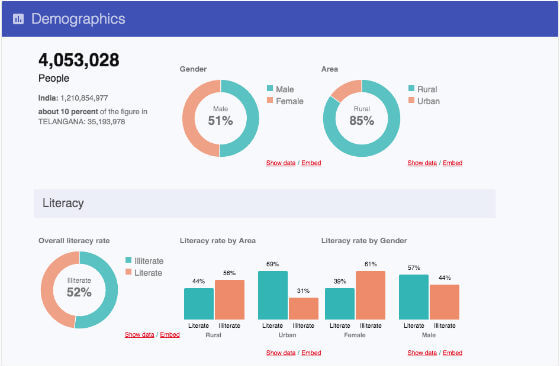 Demographics
4,053,028
People
India: 1,210,854,977
about 10 percent of the figure in
TELANGANA: 35,193,978
Gender
Male
51%
Male
Female
Show data / Embed
Area
Rural
85%
Rural
Urban
Show data / Embed
Literacy
Overall literacy rate
Illiterate
52%
Illiterate
Literate
Show data / Embed
Literacy rate by Area
44%
56%
69%
31%
Literate Illiterate Literate Illiterate
Rural Urban
Show data / Embed
Literacy rate by Gender
39%
61%
57%
44%
Literate Illiterate Literate Illiterate
Female Male
Show data / Embed